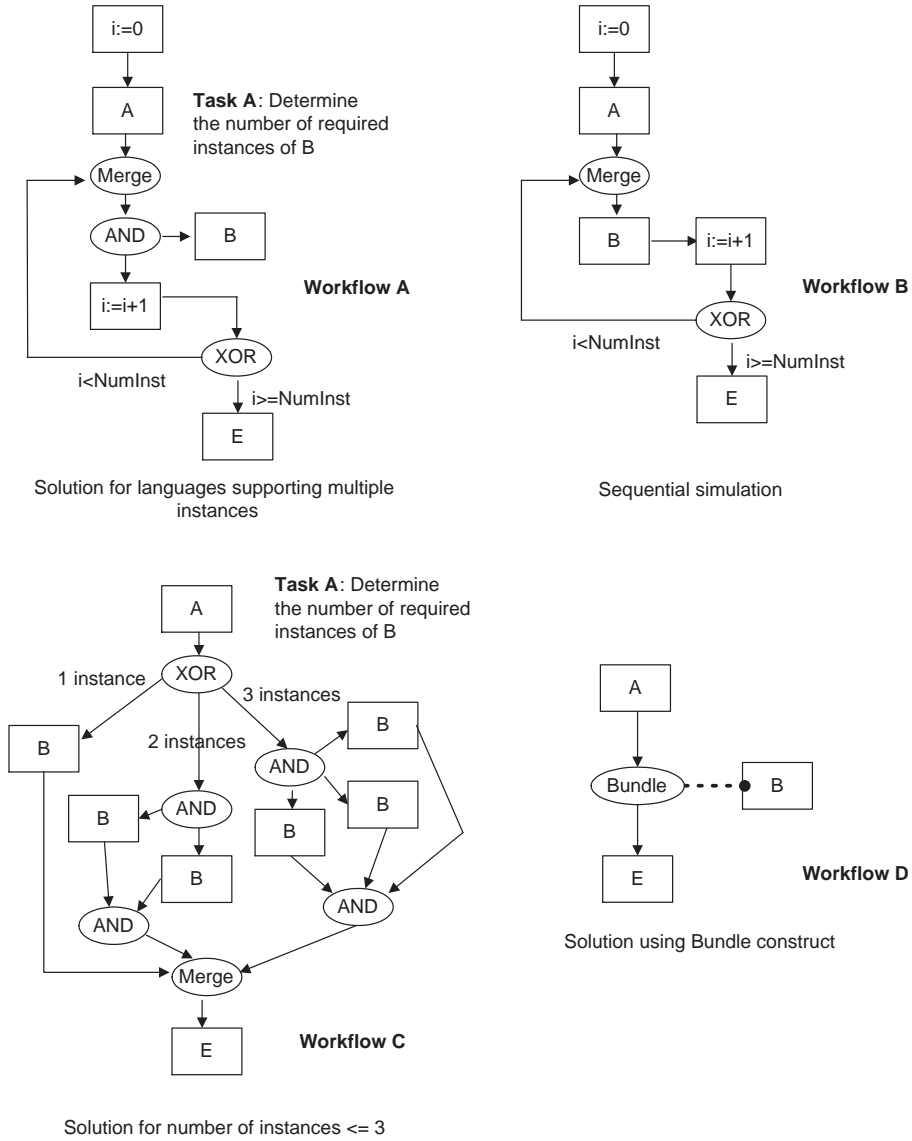 i:=0
A
Task A: Determine
the number of required
instances of B
Merge
AND
B
i:=i+1
Workflow A
XOR
i<NumInst
i>=NumInst
E
Solution for languages supporting multiple
instances
i:=0
A
Merge
B
i:=i+1
Workflow B
XOR
i<NumInst
i>=NumInst
E
Sequential simulation
Task A: Determine
the number of required
instances of B
A
XOR
1 instance
3 instances
2 instances
B
B
AND
B
AND
B
B
B
AND
AND
Merge
E
Workflow C
Solution for number of instances <= 3
A
Bundle
B
E
Workflow D
Solution using Bundle construct